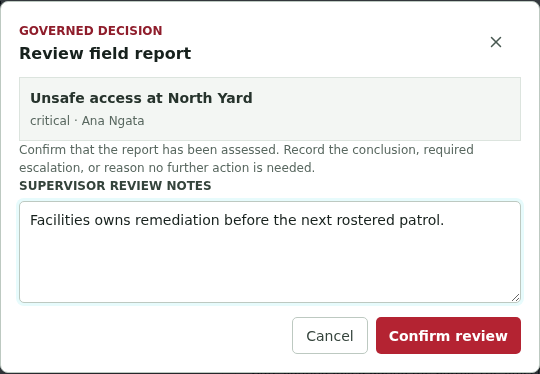 GOVERNED DECISION
Review field report
Unsafe access at North Yard
critical · Ana Ngata
Confirm that the report has been assessed. Record the conclusion, required
escalation, or reason no further action is needed.
SUPERVISOR REVIEW NOTES
Facilities owns remediation before the next rostered patrol.
Cancel
Confirm review